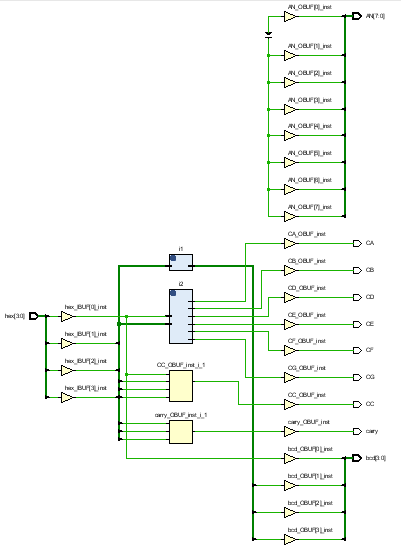 AN_OBUF[0]_inst
AN[7:0]
AN_OBUF[1]_inst
AN_OBUF[2]_inst
AN_OBUF[3]_inst
AN_OBUF[4]_inst
AN_OBUF[5]_inst
AN_OBUF[6]_inst
AN_OBUF[7]_inst
CA_OBUF_inst
CA
i1
CB_OBUF_inst
CB
i2
CD_OBUF_inst
CD
hex_IBUF[0]_inst
hex[3:0]
CE_OBUF_inst
CE
hex_IBUF[1]_inst
CF_OBUF_inst
CF
hex_IBUF[2]_inst
CC_OBUF_inst_i_1
CG_OBUF_inst
CG
hex_IBUF[3]_inst
CC_OBUF_inst
CC
carry_OBUF_inst_i_1
carry_OBUF_inst
carry
bcd_OBUF[0]_inst
bcd[3:0]
bcd_OBUF[1]_inst
bcd_OBUF[2]_inst
bcd_OBUF[3]_inst